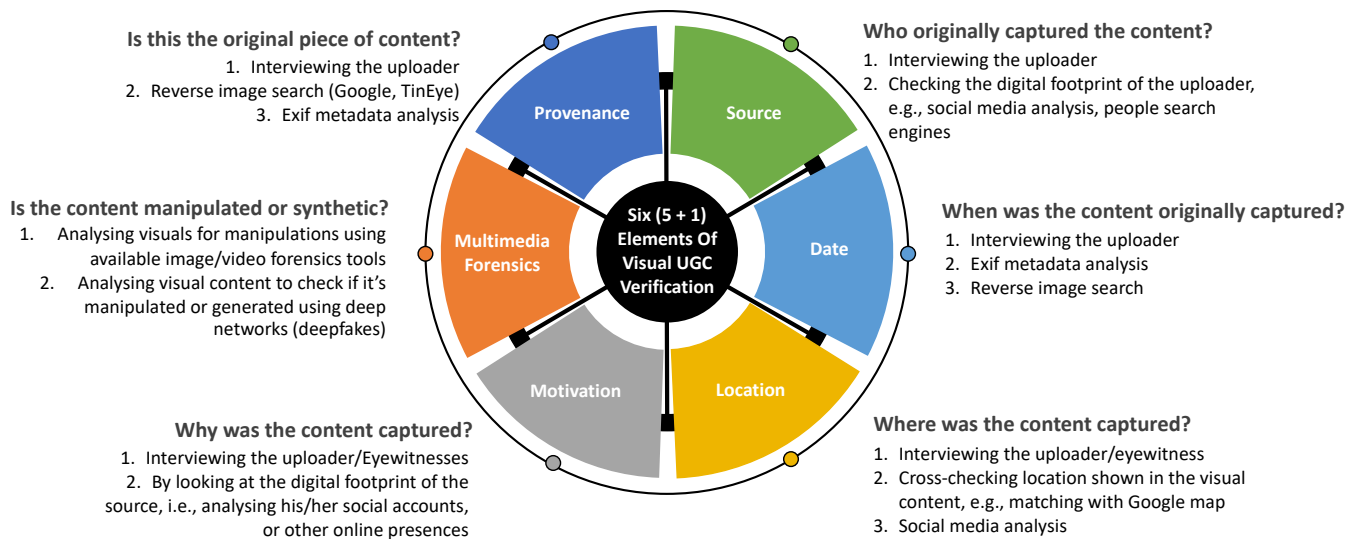 Is this the original piece of content?
1. Interviewing the uploader
2. Reverse image search (Google, TinEye)
3. Exif metadata analysis
Who originally captured the content?
1. Interviewing the uploader
2. Checking the digital footprint of the uploader,
e.g., social media analysis, people search
engines
Provenance
Source
Is the content manipulated or synthetic?
1. Analysing visuals for manipulations using
available image/video forensics tools
2. Analysing visual content to check if it's
manipulated or generated using deep
networks (deepfakes)
Multimedia
Forensics
Six (5 + 1)
Elements Of
Visual UGC
Verification
Date
When was the content originally captured?
1. Interviewing the uploader
2. Exif metadata analysis
3. Reverse image search
Motivation
Location
Why was the content captured?
1. Interviewing the uploader/Eyewitnesses
2. By looking at the digital footprint of the
source, i.e., analysing his/her social accounts,
or other online presences
Where was the content captured?
1. Interviewing the uploader/eyewitness
2. Cross-checking location shown in the visual
content, e.g., matching with Google map
3. Social media analysis